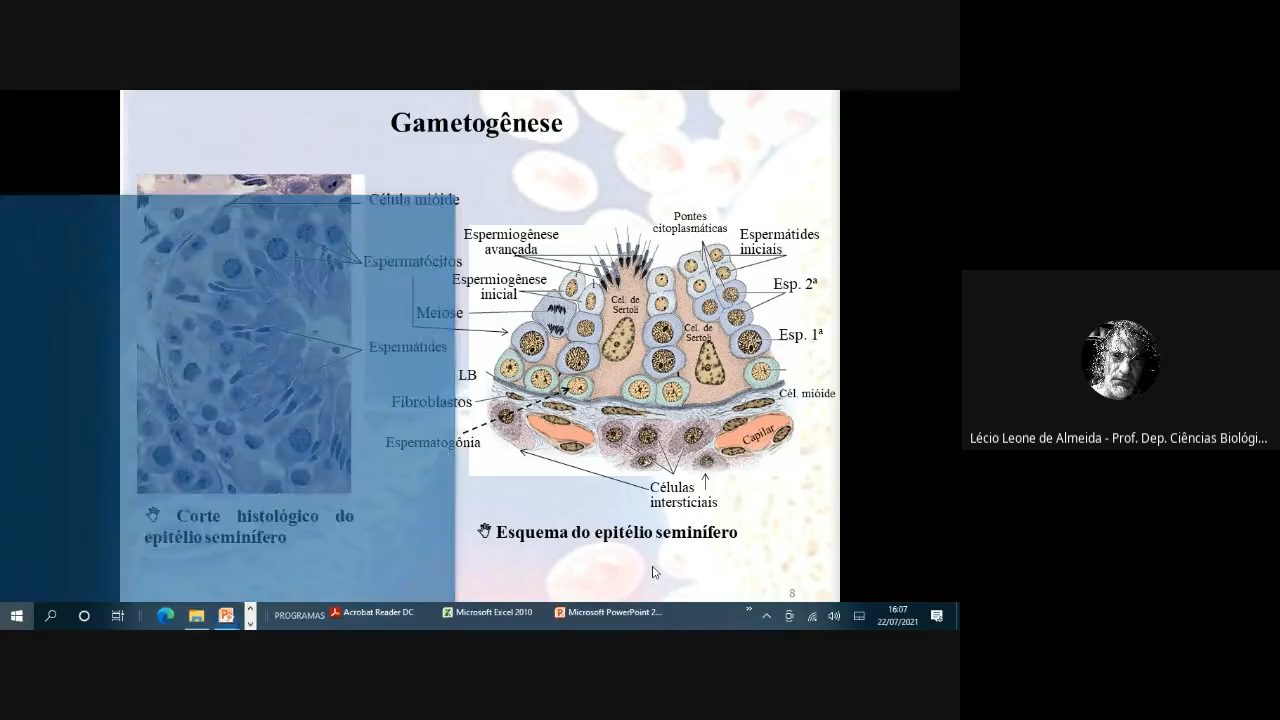 Gametogênese
Célula mióide
Espermatócitos
Meiose
Espermátides
LB
Fibroblastos
Espermatogônia
Espermiogênese
avançada
Espermiogênese
inicial
Pontes
citoplasmáticas
Espermátides
iniciais
Esp. 2ª
Esp. 1ª
Cel. de
Sertoli
Cel. de
Sertoli
Cél. mióide
Capilar
Células
intersticiais
Corte histológico do
epitélio seminífero
Esquema do epitélio seminífero
8
PROGRAMAS
Acrobat Reader DC
Microsoft Excel 2010
Microsoft PowerPoint 2...
16:07
22/07/2021
Lécio Leone de Almeida - Prof. Dep. Ciências Biológi...